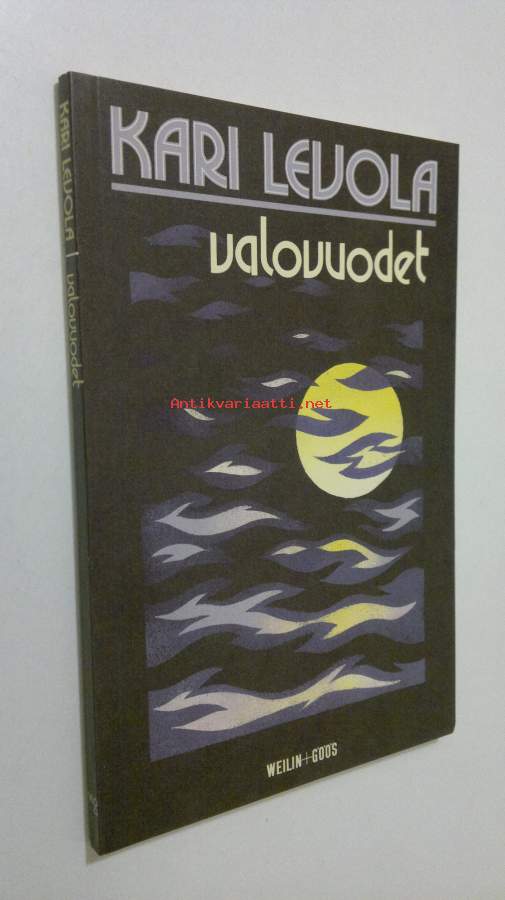 KARI LEVOLA
valovuodet
Antikvariaatti.net
WEILIN+GÖÖS
KARI LEVOLA | valovuodet